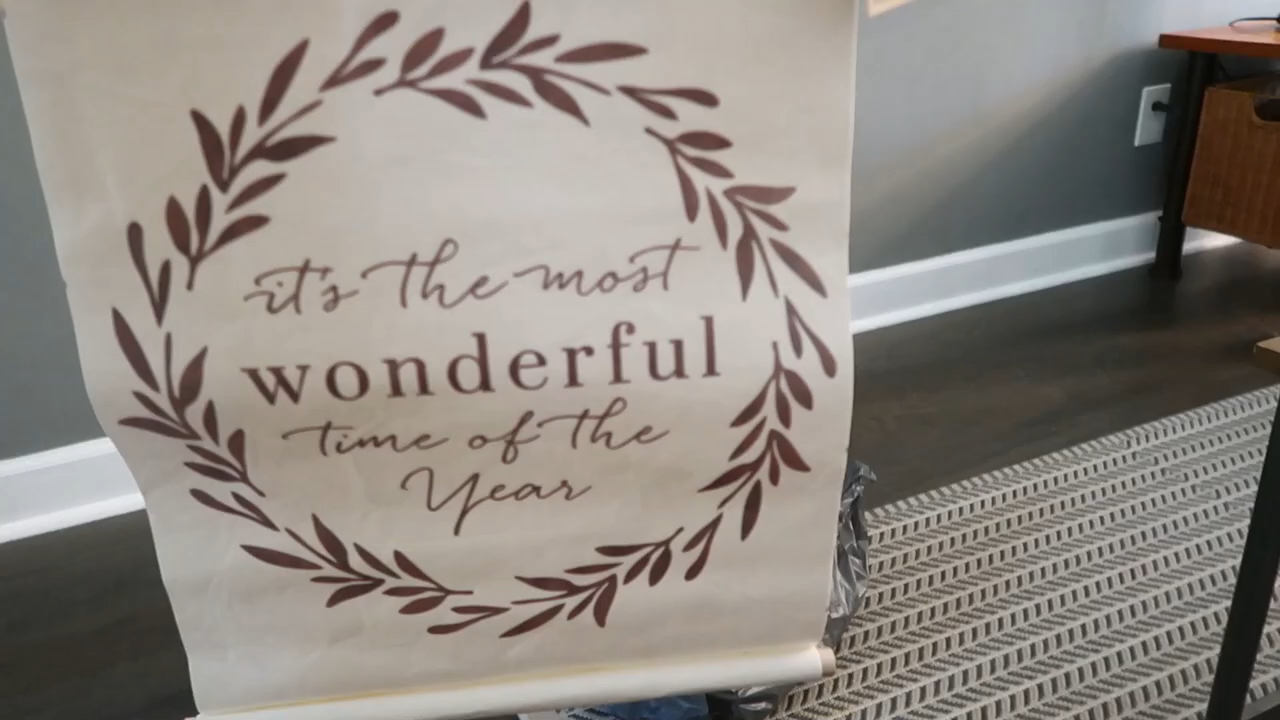 it's the most
wonderful
time of the
Year